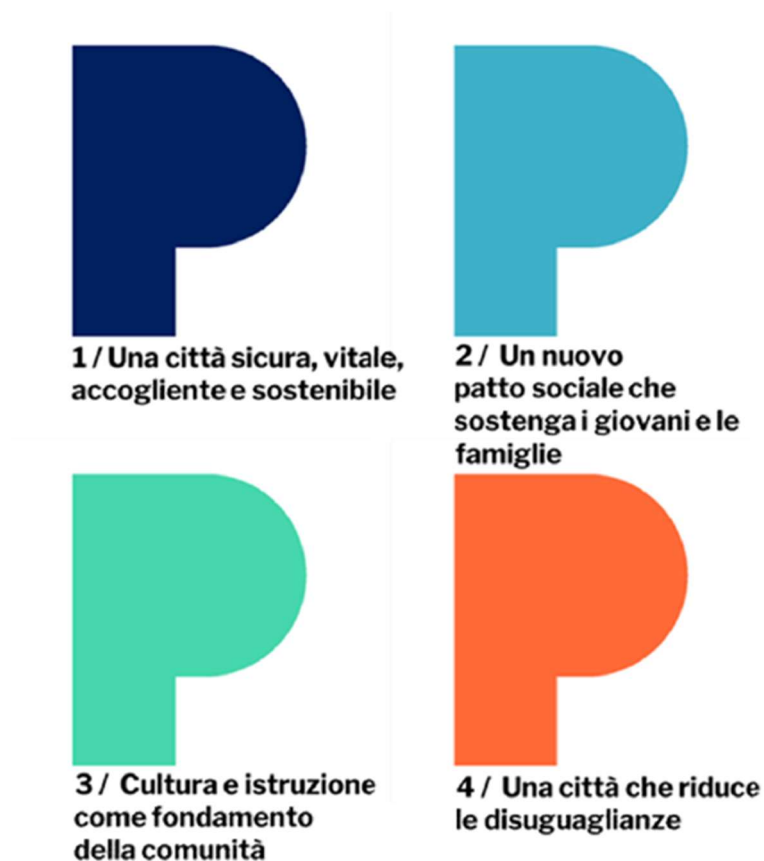 1 / Una città sicura, vitale,
accogliente e sostenibile
2 / Un nuovo
patto sociale che
sostenga i giovani e le
famiglie
3 / Cultura e istruzione
come fondamento
della comunità
4 / Una città che riduce
le disuguaglianze